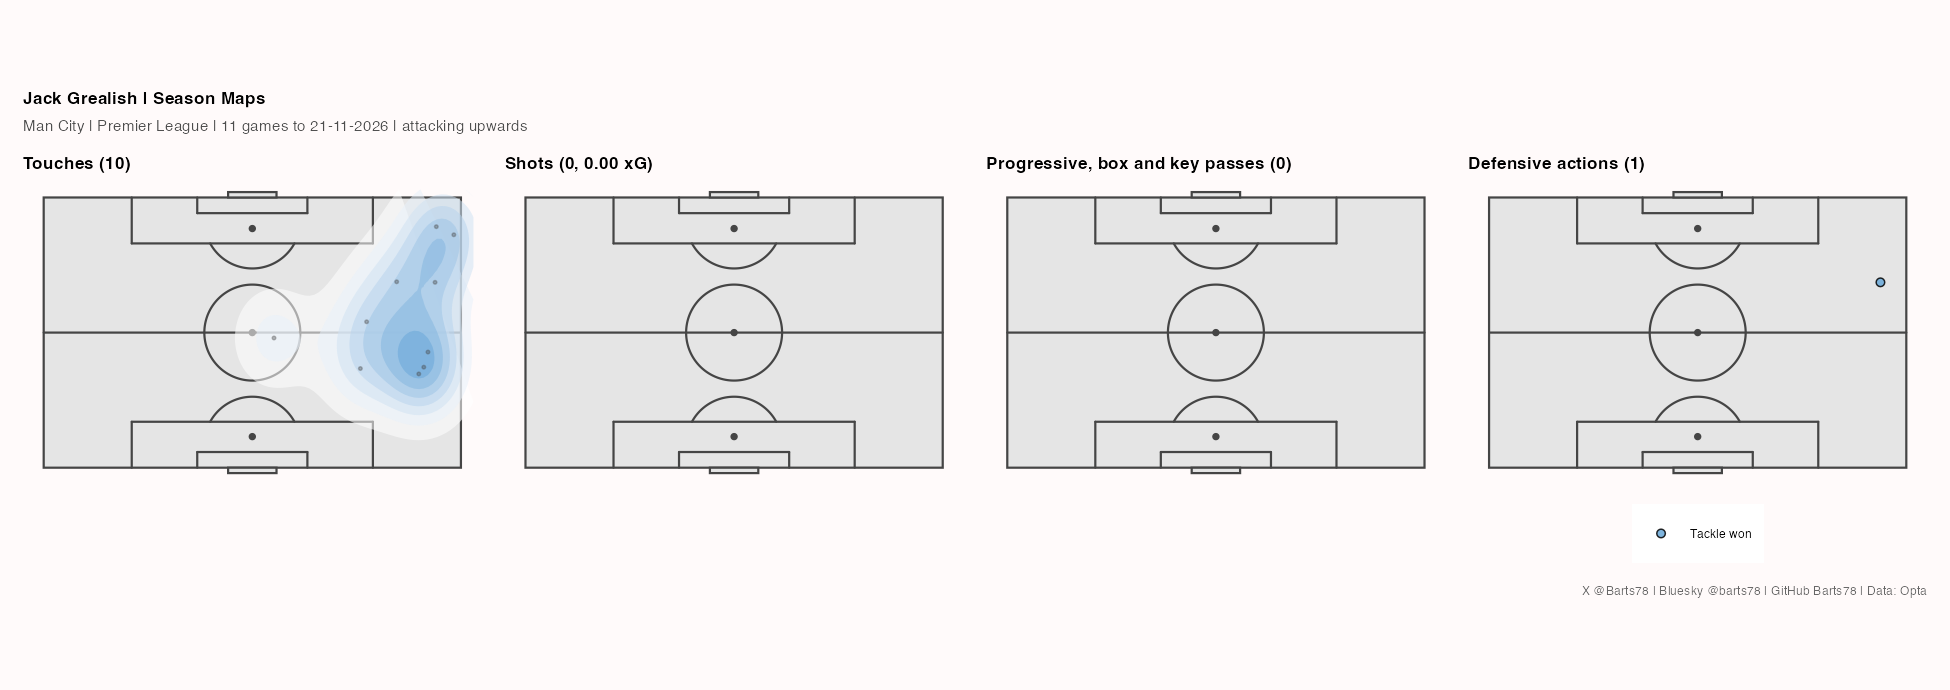 Jack Grealish | Season Maps
Man City | Premier League | 11 games to 21-11-2026 | attacking upwards
Touches (10)
Shots (0, 0.00 xG)
Progressive, box and key passes (0)
Defensive actions (1)
Tackle won
X @Barts78 | Bluesky @barts78 | GitHub Barts78 | Data: Opta